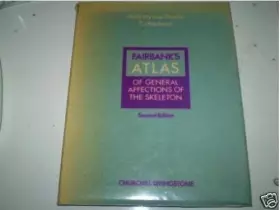 FAIRBANK'S
ATLAS
OF GENERAL
AFFECTIONS OF
THE SKELETON
Second Edition
CHURCHILL LIVINGSTONE